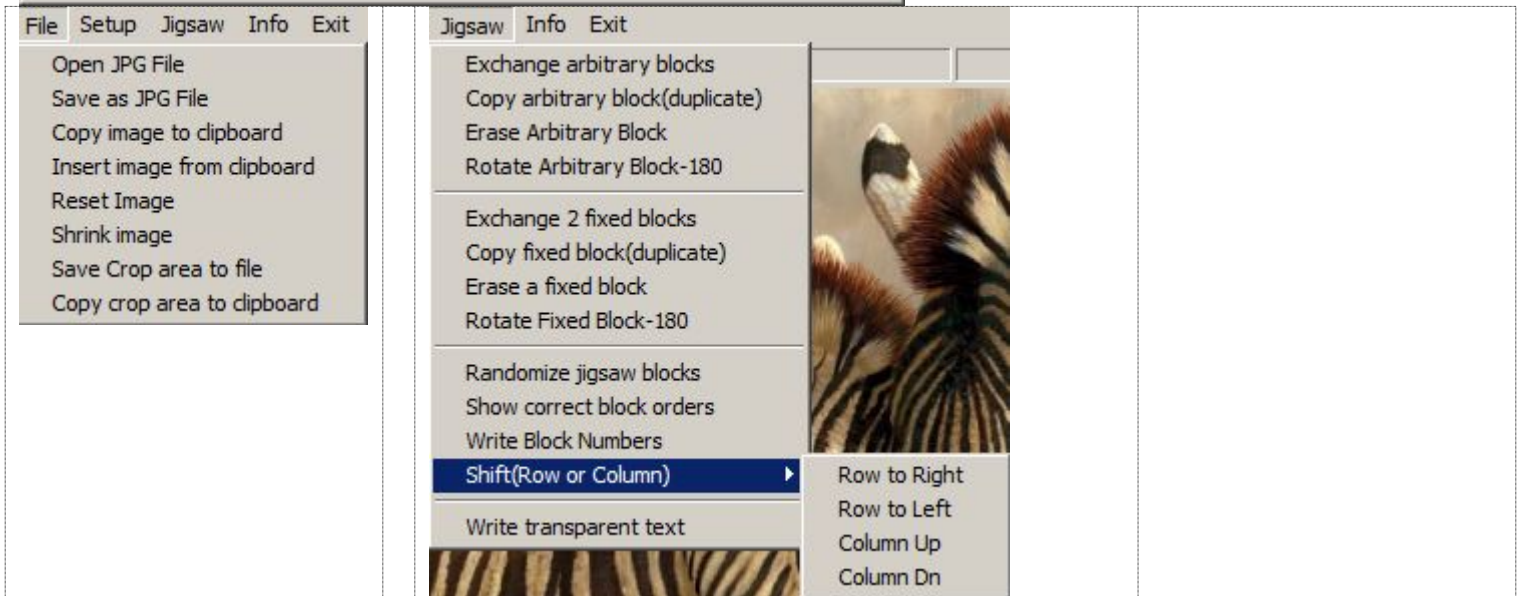 File Setup Jigsaw Info Exit
Open JPG File
Save as JPG File
Copy image to clipboard
Insert image from clipboard
Reset Image
Shrink image
Save Crop area to file
Copy crop area to clipboard
Jigsaw Info Exit
Exchange arbitrary blocks
Copy arbitrary block(duplicate)
Erase Arbitrary Block
Rotate Arbitrary Block-180
Exchange 2 fixed blocks
Copy fixed block(duplicate)
Erase a fixed block
Rotate Fixed Block-180
Randomize jigsaw blocks
Show correct block orders
Write Block Numbers
Shift(Row or Column)
Write transparent text
Row to Right
Row to Left
Column Up
Column Dn